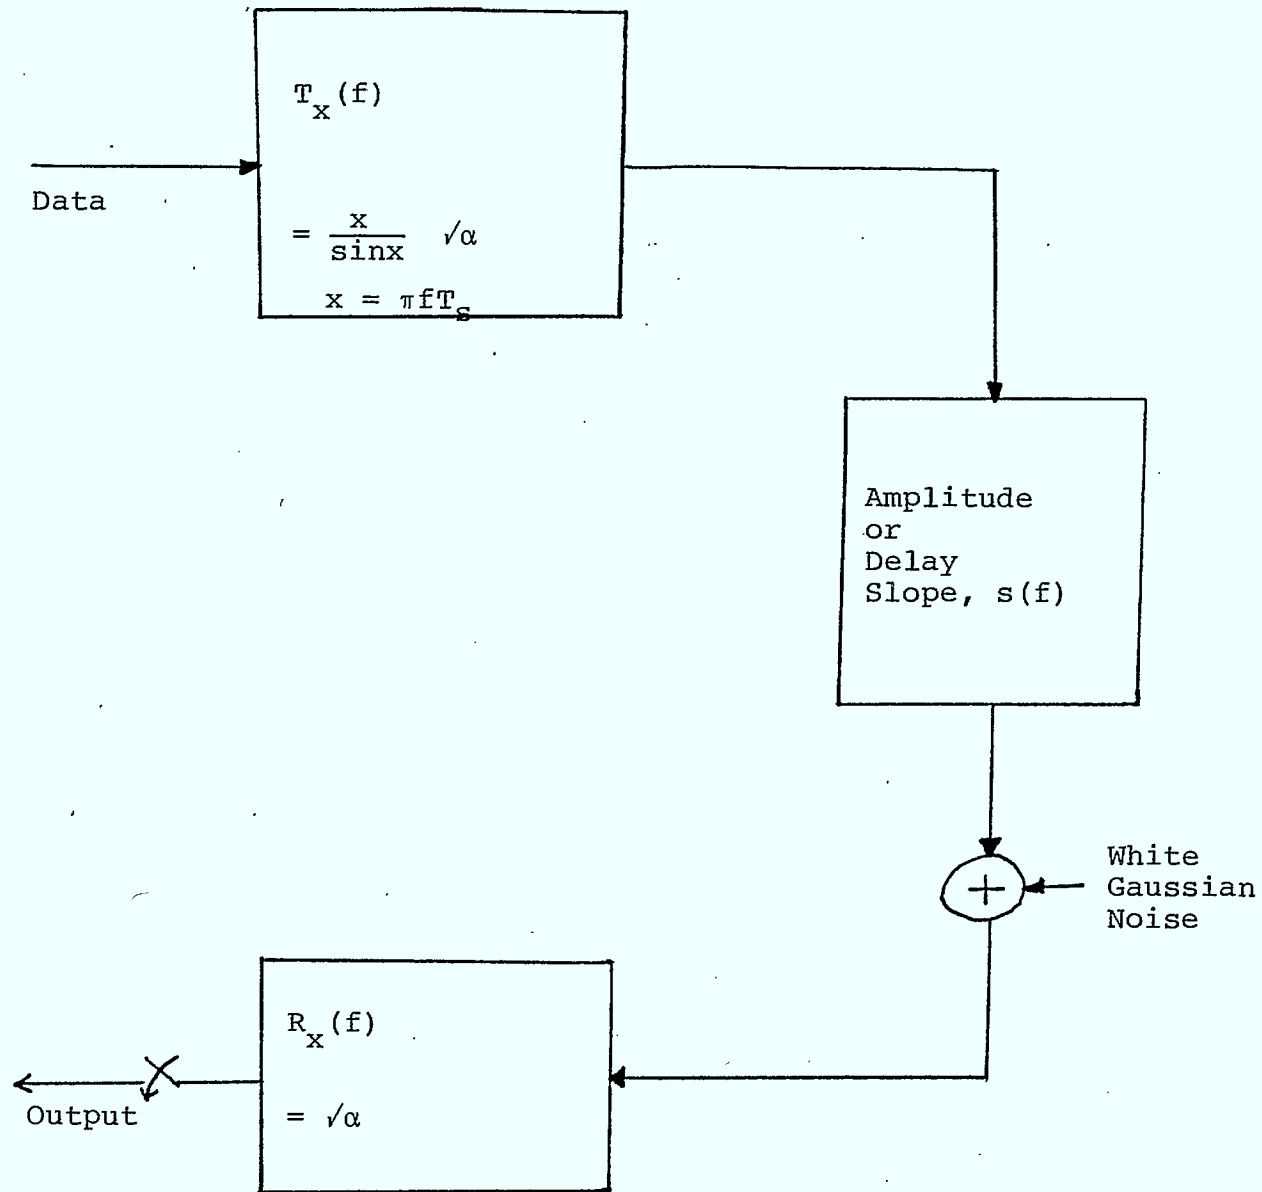 T_x(f)
Data
= x/sinx √α
x = πfT_s
Amplitude
or
Delay
Slope, s(f)
+
White
Gaussian
Noise
R_x(f)
= √α
Output